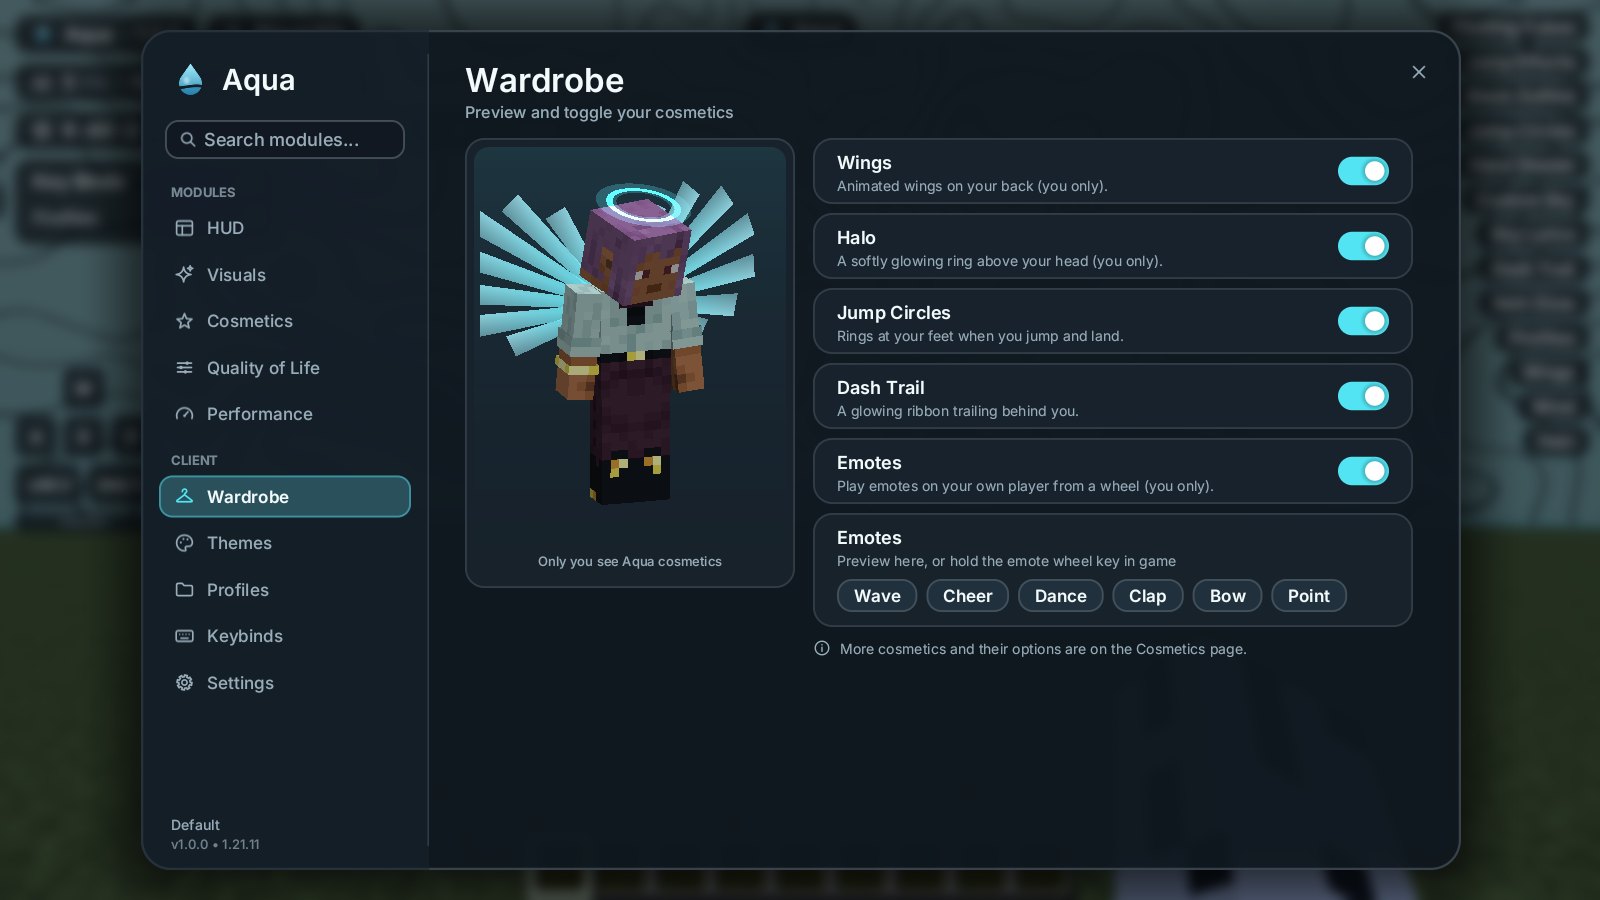 Aqua
Search modules...
MODULES
HUD
Visuals
Cosmetics
Quality of Life
Performance
CLIENT
Wardrobe
Themes
Profiles
Keybinds
Settings
Default
v1.0.0 • 1.21.11
Wardrobe
Preview and toggle your cosmetics
Only you see Aqua cosmetics
Wings
Animated wings on your back (you only).
Halo
A softly glowing ring above your head (you only).
Jump Circles
Rings at your feet when you jump and land.
Dash Trail
A glowing ribbon trailing behind you.
Emotes
Play emotes on your own player from a wheel (you only).
Emotes
Preview here, or hold the emote wheel key in game
Wave Cheer Dance Clap Bow Point
More cosmetics and their options are on the Cosmetics page.